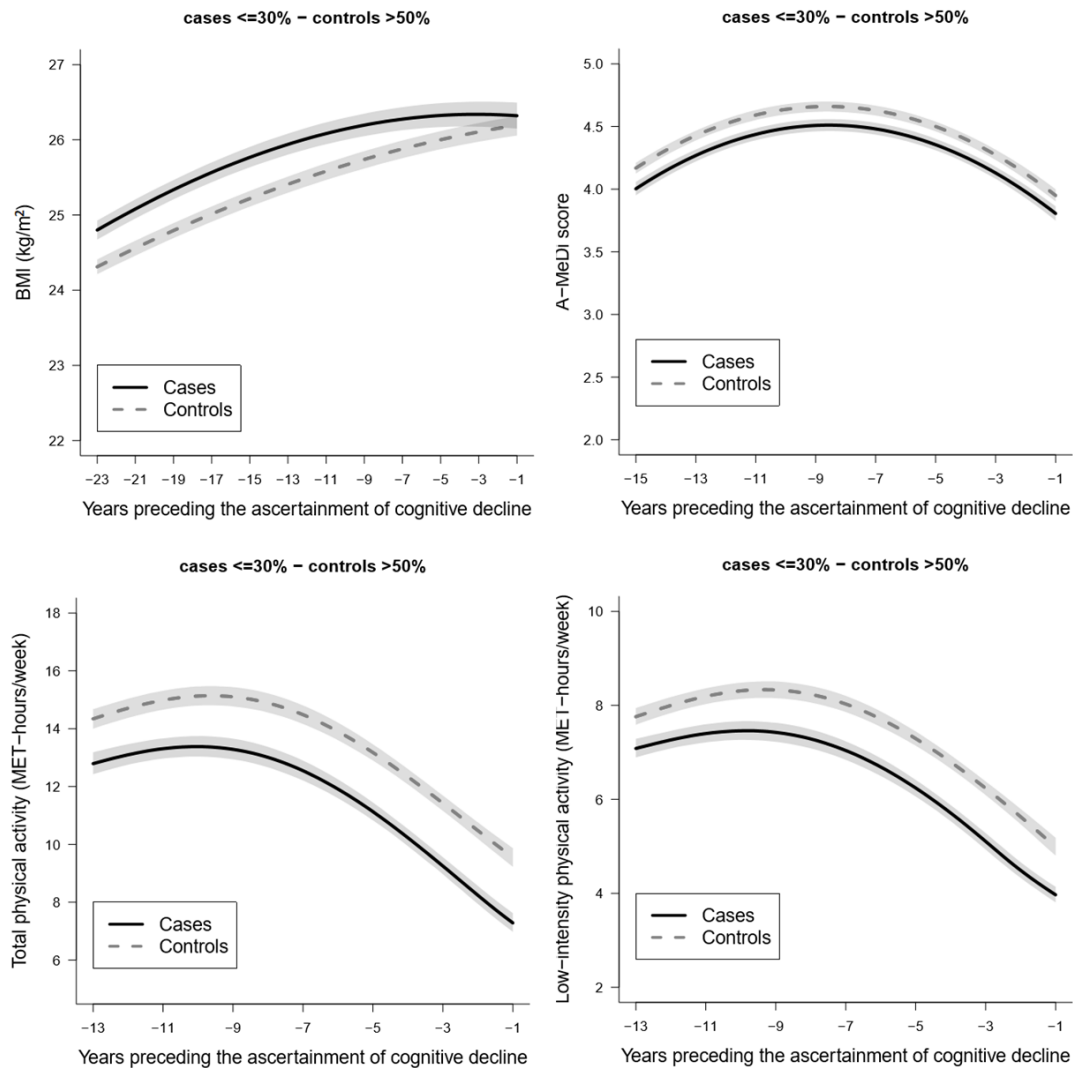 cases <=30% − controls >50%
27
26
25
24
23
22
BMI (kg/m²)
Cases
Controls
−23 −21 −19 −17 −15 −13 −11 −9 −7 −5 −3 −1
Years preceding the ascertainment of cognitive decline
cases <=30% − controls >50%
5.0
4.5
4.0
3.5
3.0
2.5
2.0
A−MeDi score
Cases
Controls
−15 −13 −11 −9 −7 −5 −3 −1
Years preceding the ascertainment of cognitive decline
cases <=30% − controls >50%
18
16
14
12
10
8
6
Total physical activity (MET−hours/week)
Cases
Controls
−13 −11 −9 −7 −5 −3 −1
Years preceding the ascertainment of cognitive decline
cases <=30% − controls >50%
10
8
6
4
2
Low−intensity physical activity (MET−hours/week)
Cases
Controls
−13 −11 −9 −7 −5 −3 −1
Years preceding the ascertainment of cognitive decline